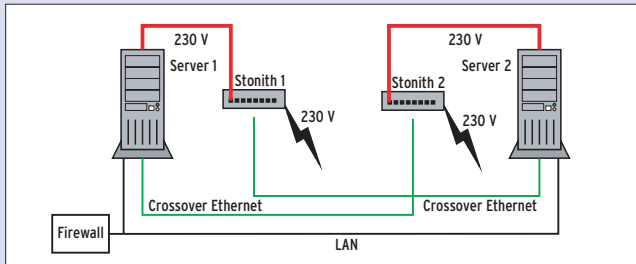 230 V
230 V
Server 1
Server 2
Stonith 1
Stonith 2
230 V
230 V
Crossover Ethernet
Crossover Ethernet
Firewall
LAN